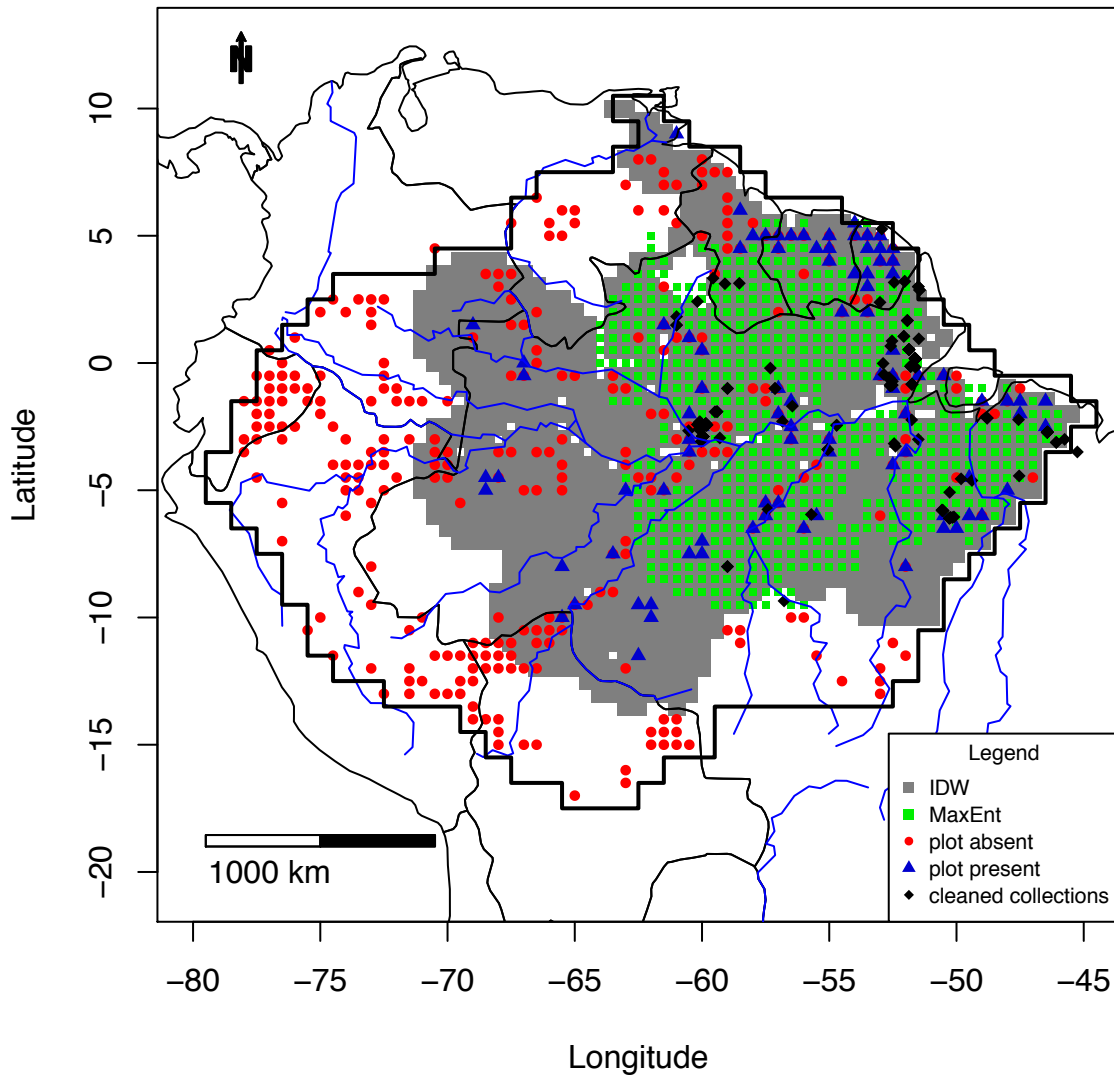 N
Latitude
10
5
0
−5
−10
−15
−20
1000 km
Legend
IDW
MaxEnt
plot absent
plot present
cleaned collections
−80 −75 −70 −65 −60 −55 −50 −45
Longitude